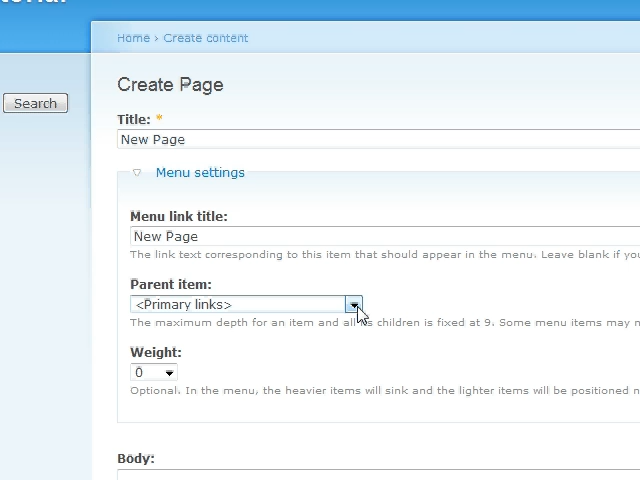 Home › Create content
Create Page
Search
Title: *
New Page
Menu settings
Menu link title:
New Page
The link text corresponding to this item that should appear in the menu. Leave blank if
Parent item:
<Primary links>
The maximum depth for an item and all its children is fixed at 9. Some menu items may
Weight:
0
Optional. In the menu, the heavier items will sink and the lighter items will be positioned
Body: